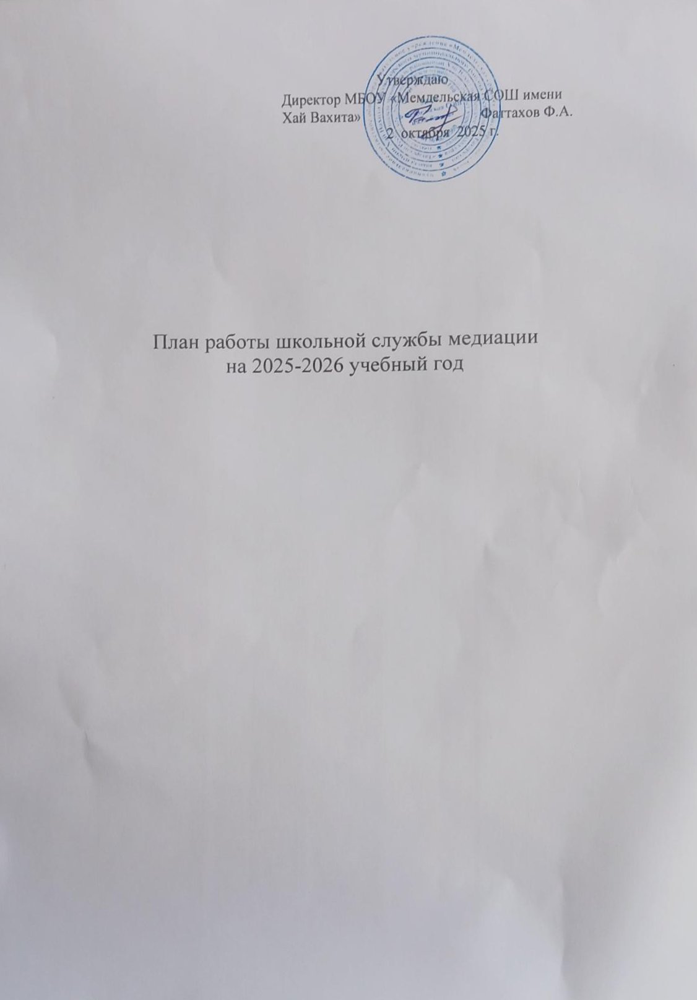 Утверждаю
Директор МБОУ «Мемдельская СОШ имени
Хай Вахита» Фаттахов Ф.А.
2 октября 2025 г.
План работы школьной службы медиации
на 2025-2026 учебный год